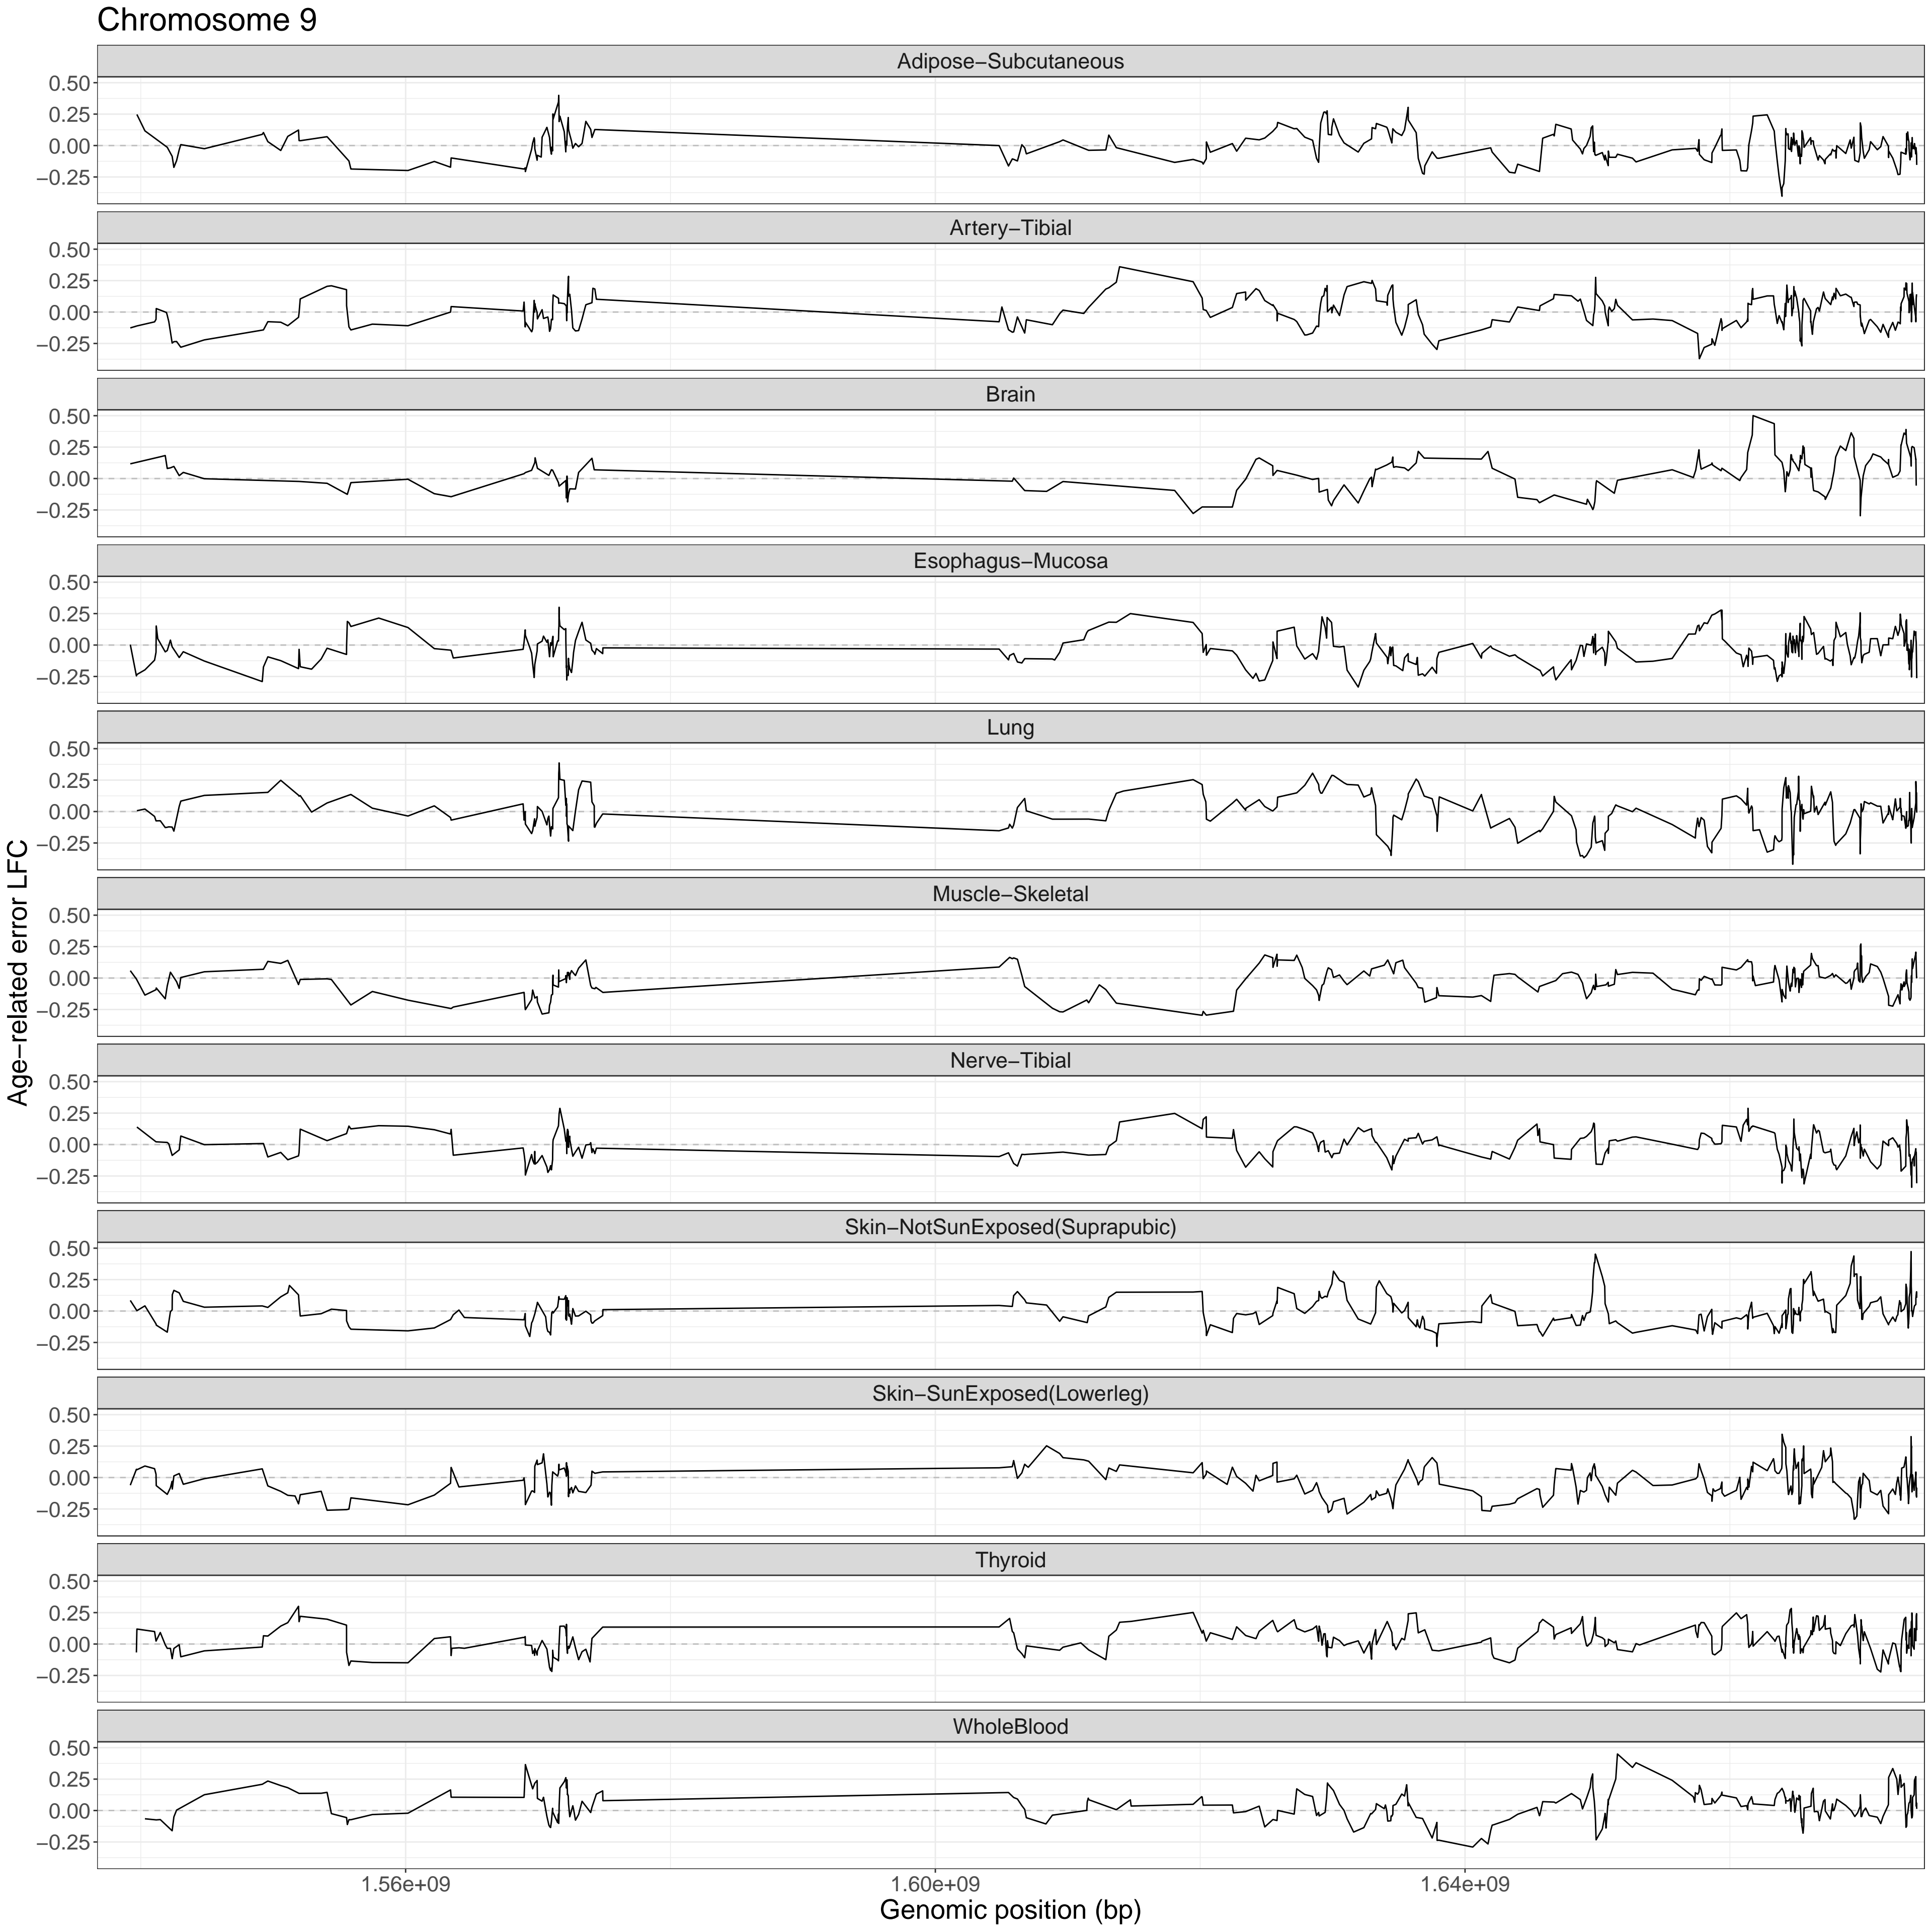 Chromosome 9
Adipose−Subcutaneous
0.50
0.25
0.00
−0.25
Artery−Tibial
0.50
0.25
0.00
−0.25
Brain
0.50
0.25
0.00
−0.25
Esophagus−Mucosa
0.50
0.25
0.00
−0.25
Lung
0.50
0.25
0.00
−0.25
Muscle−Skeletal
0.50
0.25
0.00
−0.25
Nerve−Tibial
0.50
0.25
0.00
−0.25
Skin−NotSunExposed(Suprapubic)
0.50
0.25
0.00
−0.25
Skin−SunExposed(Lowerleg)
0.50
0.25
0.00
−0.25
Thyroid
0.50
0.25
0.00
−0.25
WholeBlood
0.50
0.25
0.00
−0.25
Age−related error LFC
1.56e+09 1.60e+09 1.64e+09
Genomic position (bp)